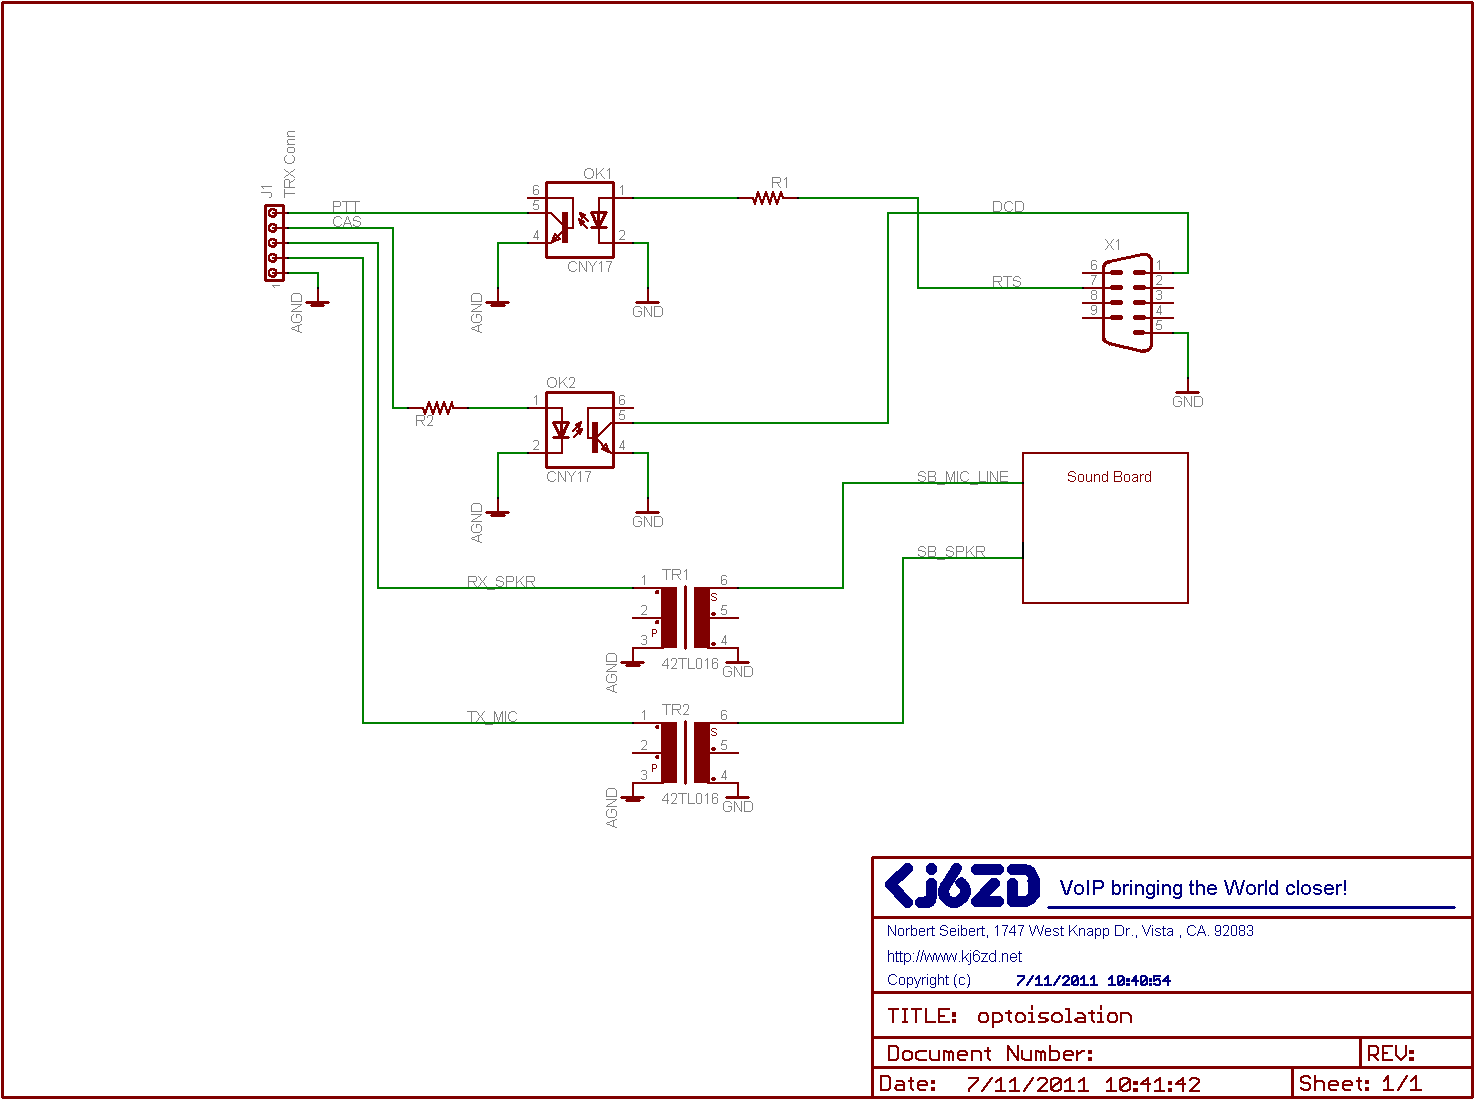 J1
TRX Conn
PTT
CAS
1
AGND
OK1
6
5
4
1
2
CNY17
AGND
GND
R1
DCD
RTS
X1
6
7
8
9
1
2
3
4
5
GND
R2
OK2
1
2
6
5
4
CNY17
AGND
GND
SB_MIC_LINE
SB_SPKR
Sound Board
RX_SPKR
TR1
1
2
3
P
S
6
5
4
AGND
42TL016
GND
TX_MIC
TR2
1
2
3
P
S
6
5
4
AGND
42TL016
GND
Kj6ZD VoIP bringing the World closer!
Norbert Seibert, 1747 West Knapp Dr., Vista , CA. 92083
http://www.kj6zd.net
Copyright (c) 7/11/2011 10:40:54
TITLE: optoisolation
Document Number: REV:
Date: 7/11/2011 10:41:42 Sheet: 1/1